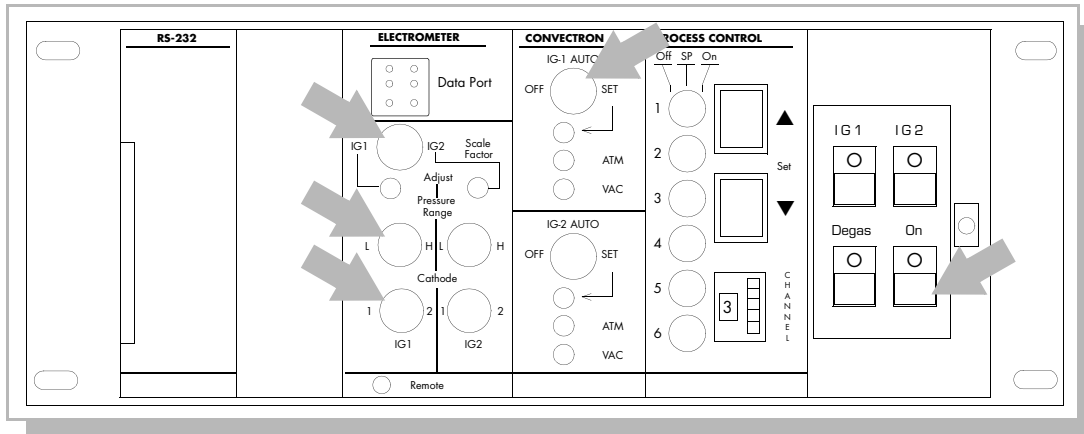 RS-232
ELECTROMETER
Data Port
IG1
IG2
Scale
Factor
Adjust
Pressure
Range
L
H
L
H
Cathode
1
2
1
2
IG1
IG2
Remote
CONVECTRON
IG-1 AUTO
OFF
SET
ATM
VAC
IG-2 AUTO
OFF
SET
ATM
VAC
ROCESS CONTROL
Off SP On
1
2
3
4
5
6
Set
3
CHANNEL
IG1
IG2
Degas
On